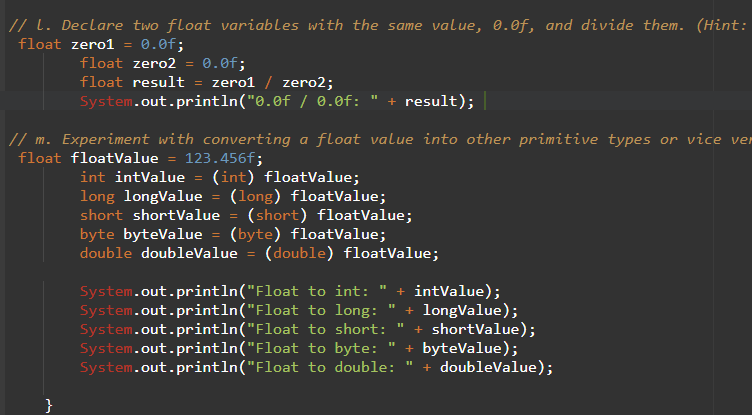 // l. Declare two float variables with the same value, 0.0f, and divide them. (Hint:
float zero1 = 0.0f;
float zero2 = 0.0f;
float result = zero1 / zero2;
System.out.println("0.0f / 0.0f: " + result);
// m. Experiment with converting a float value into other primitive types or vice ver
float floatValue = 123.456f;
int intValue = (int) floatValue;
long longValue = (long) floatValue;
short shortValue = (short) floatValue;
byte byteValue = (byte) floatValue;
double doubleValue = (double) floatValue;
System.out.println("Float to int: " + intValue);
System.out.println("Float to long: " + longValue);
System.out.println("Float to short: " + shortValue);
System.out.println("Float to byte: " + byteValue);
System.out.println("Float to double: " + doubleValue);
}